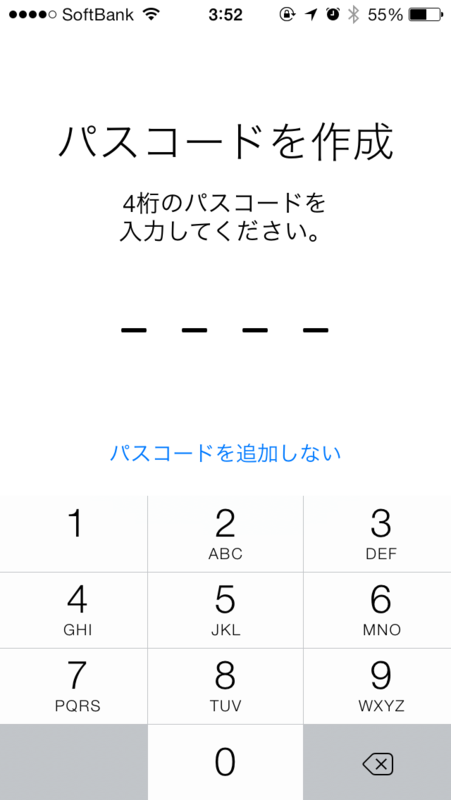 SoftBank 3:52 55%
パスコードを作成
4桁のパスコードを
入力してください。
パスコードを追加しない
1 2 3
ABC DEF
4 5 6
GHI JKL MNO
7 8 9
PQRS TUV WXYZ
0